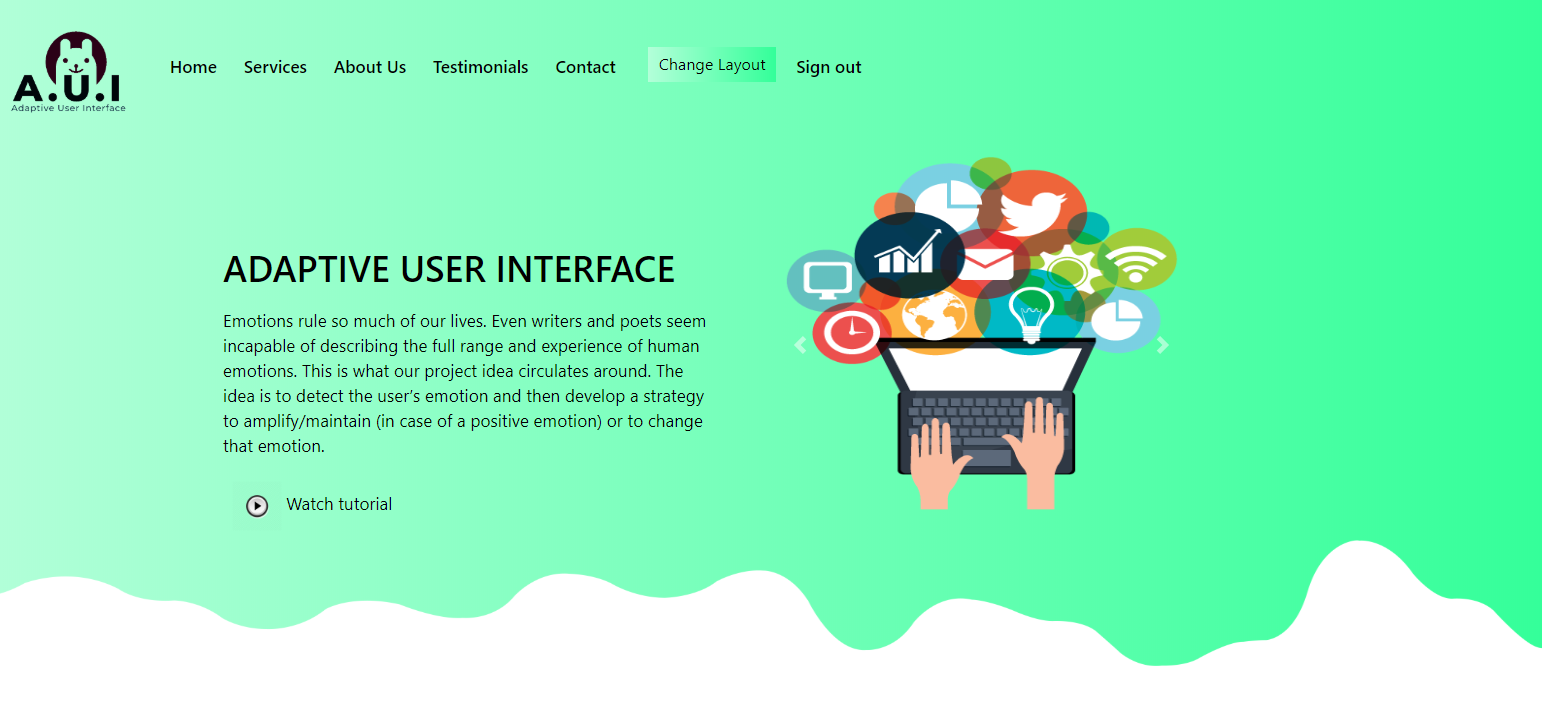 A.U.I
Adaptive User Interface
Home Services About Us Testimonials Contact Change Layout Sign out
ADAPTIVE USER INTERFACE
Emotions rule so much of our lives. Even writers and poets seem
incapable of describing the full range and experience of human
emotions. This is what our project idea circulates around. The
idea is to detect the user’s emotion and then develop a strategy
to amplify/maintain (in case of a positive emotion) or to change
that emotion.
Watch tutorial